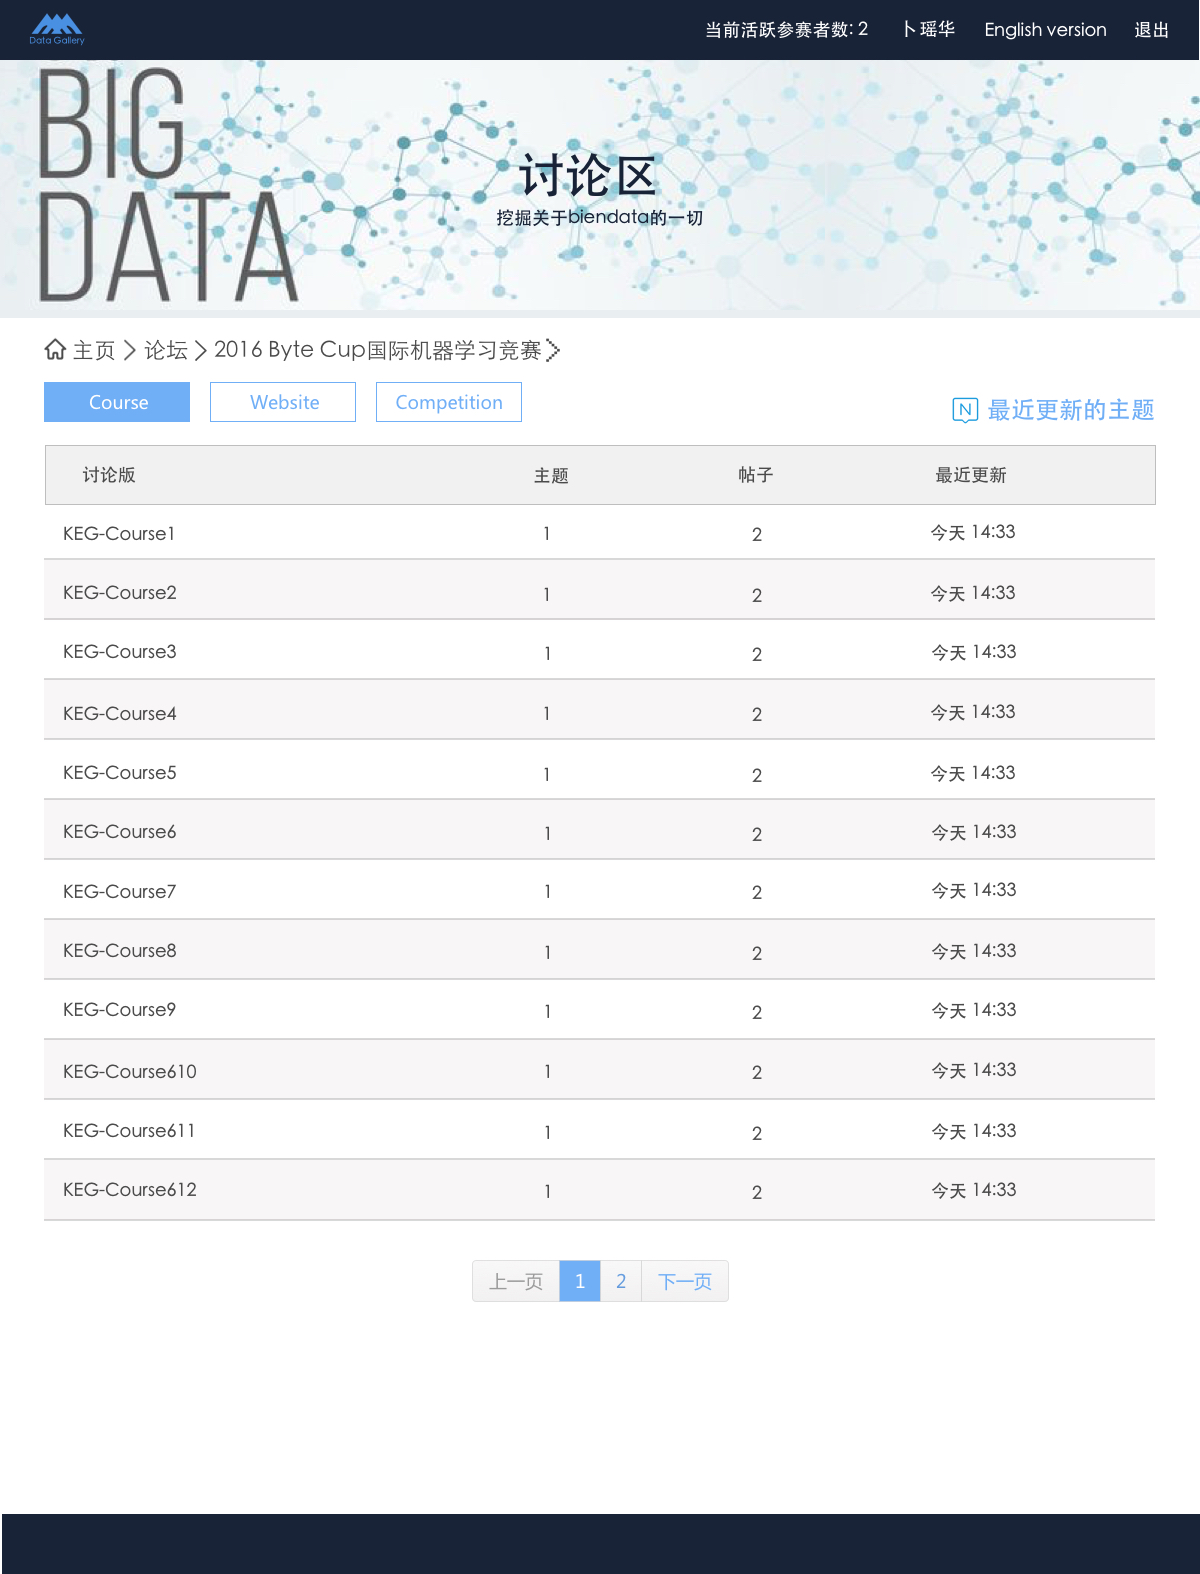 Data Gallery
当前活跃参赛者数: 2 卜瑶华 English version 退出
BIG
DATA
讨论区
挖掘关于biendata的一切
主页 > 论坛 > 2016 Byte Cup国际机器学习竞赛 >
Course Website Competition
N 最近更新的主题
讨论版 主题 帖子 最近更新
KEG-Course1 1 2 今天 14:33
KEG-Course2 1 2 今天 14:33
KEG-Course3 1 2 今天 14:33
KEG-Course4 1 2 今天 14:33
KEG-Course5 1 2 今天 14:33
KEG-Course6 1 2 今天 14:33
KEG-Course7 1 2 今天 14:33
KEG-Course8 1 2 今天 14:33
KEG-Course9 1 2 今天 14:33
KEG-Course610 1 2 今天 14:33
KEG-Course611 1 2 今天 14:33
KEG-Course612 1 2 今天 14:33
上一页 1 2 下一页